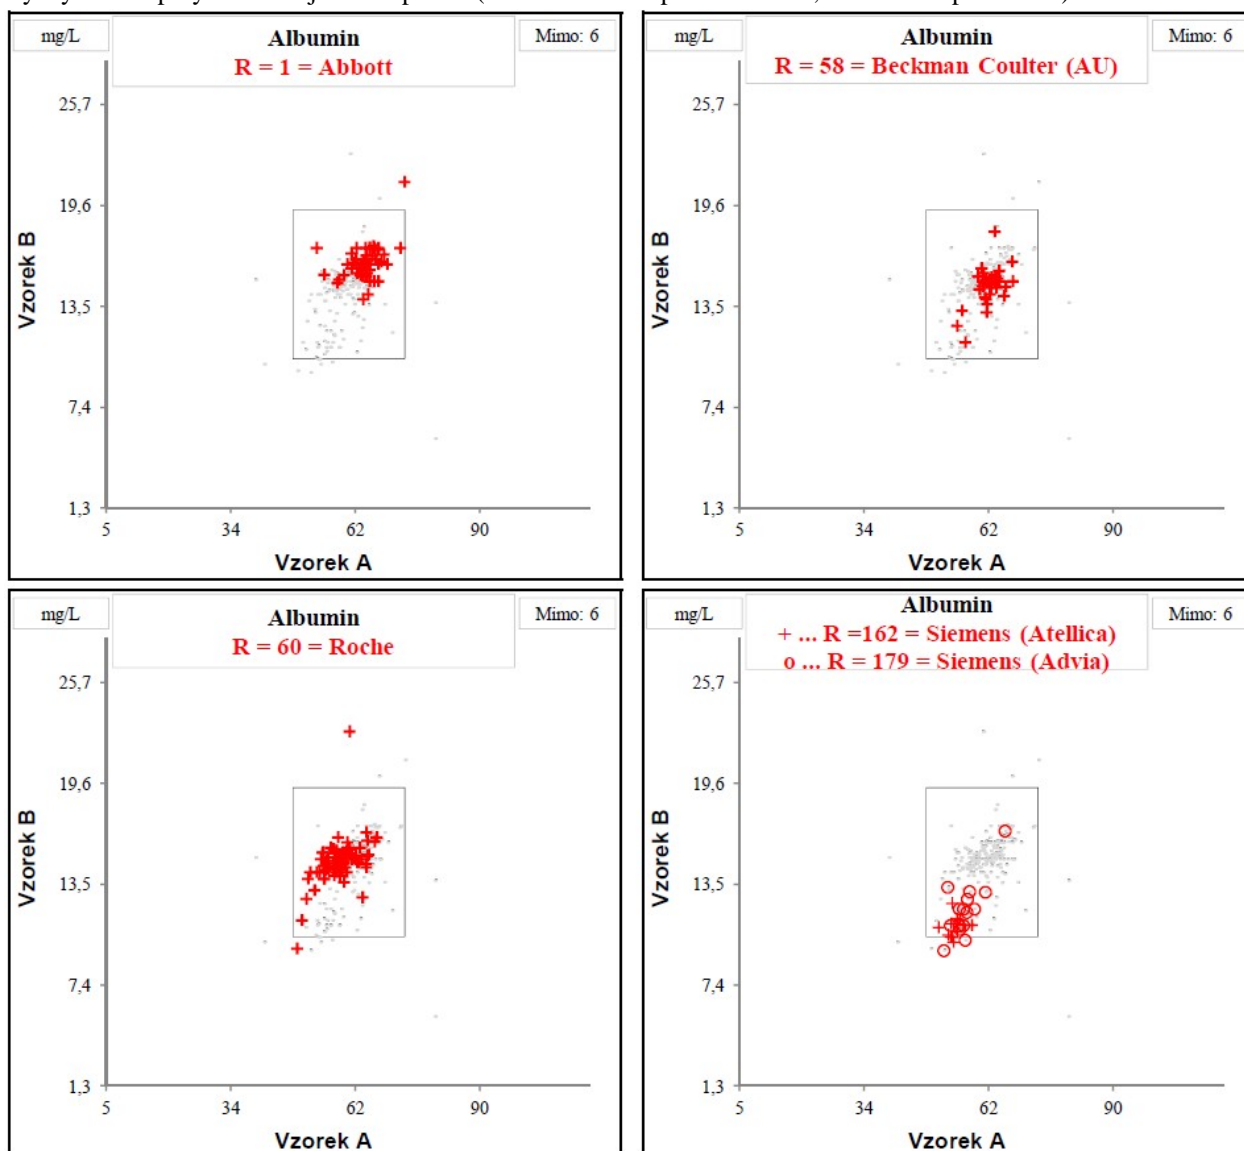 mg/L
Albumin
R = 1 = Abbott
Mimo: 6
25,7
19,6
13,5
7,4
1,3
5 34 62 90
Vzorek B
Vzorek A
mg/L
Albumin
R = 58 = Beckman Coulter (AU)
Mimo: 6
25,7
19,6
13,5
7,4
1,3
5 34 62 90
Vzorek B
Vzorek A
mg/L
Albumin
R = 60 = Roche
Mimo: 6
25,7
19,6
13,5
7,4
1,3
5 34 62 90
Vzorek B
Vzorek A
mg/L
Albumin
+ ... R =162 = Siemens (Atellica)
o ... R = 179 = Siemens (Advia)
Mimo: 6
25,7
19,6
13,5
7,4
1,3
5 34 62 90
Vzorek B
Vzorek A